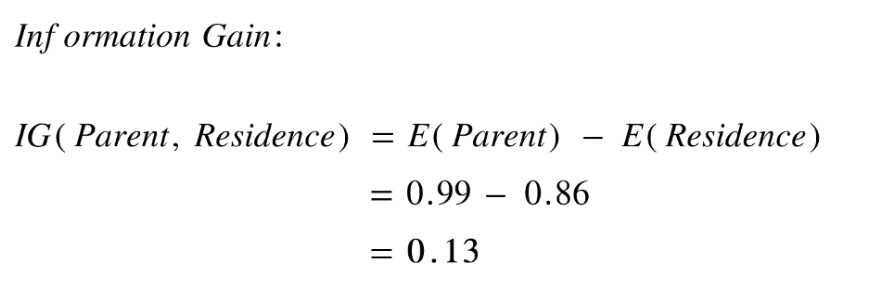 Information Gain:
IG( Parent, Residence) = E( Parent) − E( Residence)
= 0.99 − 0.86
= 0.13